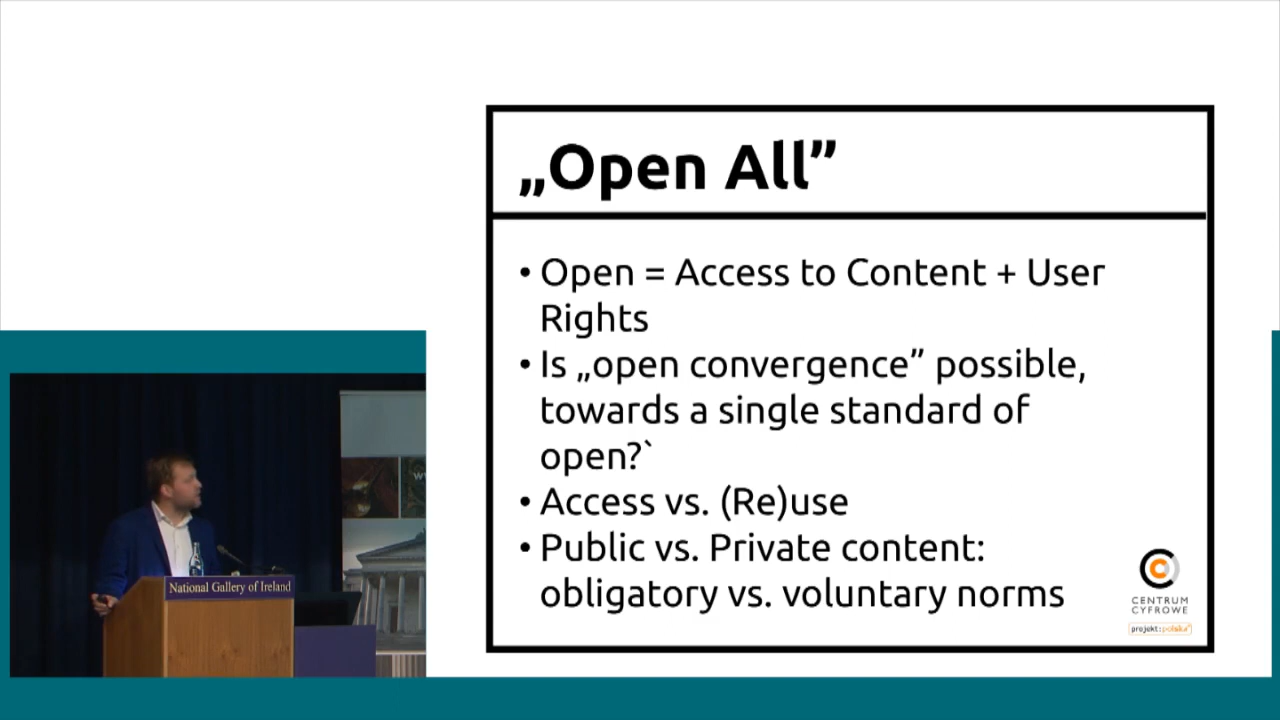 „Open All”
• Open = Access to Content + User
Rights
• Is „open convergence” possible,
towards a single standard of
open?`
• Access vs. (Re)use
• Public vs. Private content:
obligatory vs. voluntary norms
CENTRUM
CYFROWE
projekt: polska
National Gallery of Ireland